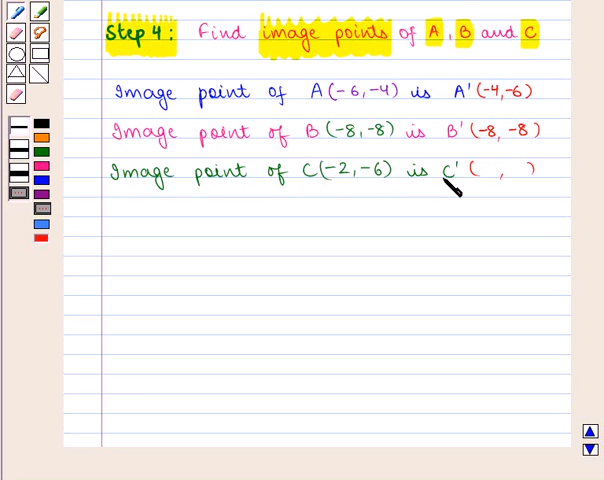 Step 4: Find image points of A, B and C
Image point of A(-6,-4) is A'(-4,-6)
Image point of B(-8,-8) is B'(-8,-8)
Image point of C(-2,-6) is C'( , )